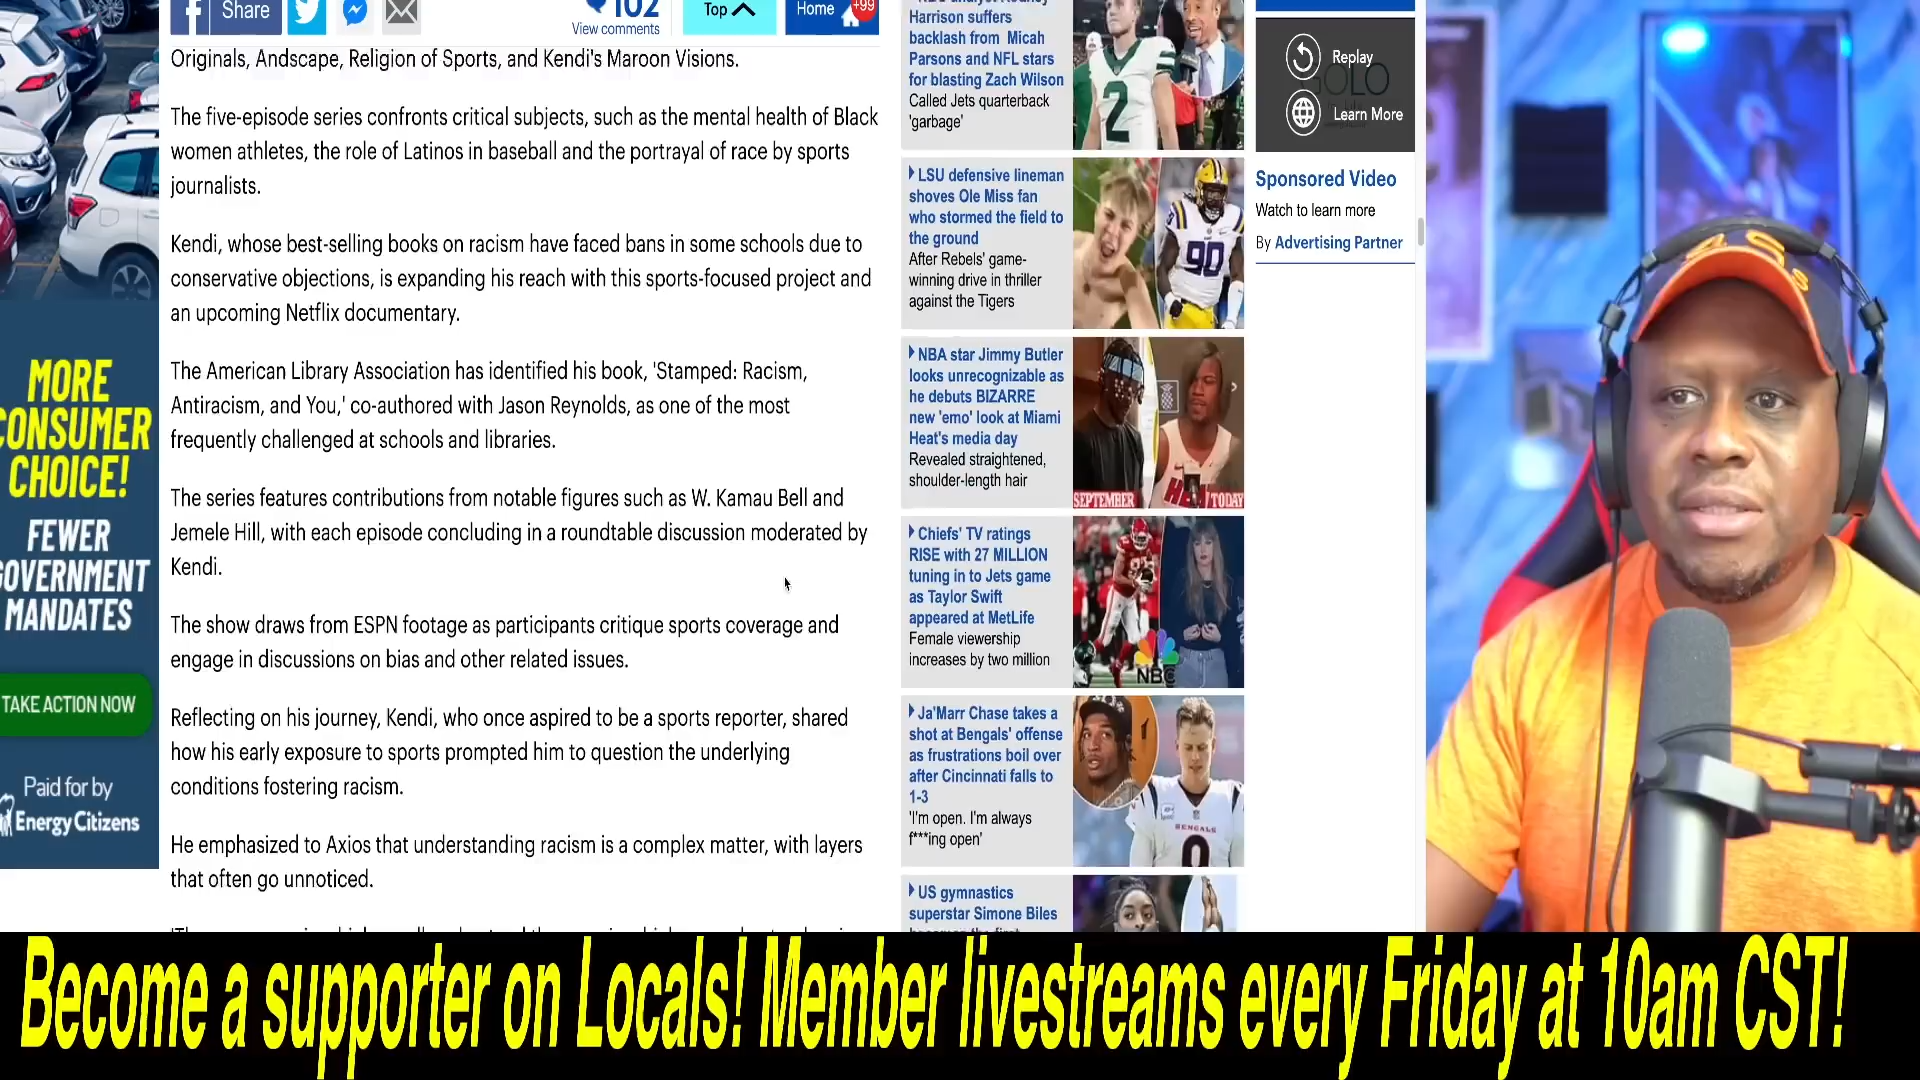 Share
102
View comments
Top
Home
+99
Originals, Andscape, Religion of Sports, and Kendi's Maroon Visions.
The five-episode series confronts critical subjects, such as the mental health of Black
women athletes, the role of Latinos in baseball and the portrayal of race by sports
journalists.
Kendi, whose best-selling books on racism have faced bans in some schools due to
conservative objections, is expanding his reach with this sports-focused project and
an upcoming Netflix documentary.
The American Library Association has identified his book, 'Stamped: Racism,
Antiracism, and You,' co-authored with Jason Reynolds, as one of the most
frequently challenged at schools and libraries.
The series features contributions from notable figures such as W. Kamau Bell and
Jemele Hill, with each episode concluding in a roundtable discussion moderated by
Kendi.
The show draws from ESPN footage as participants critique sports coverage and
engage in discussions on bias and other related issues.
Reflecting on his journey, Kendi, who once aspired to be a sports reporter, shared
how his early exposure to sports prompted him to question the underlying
conditions fostering racism.
He emphasized to Axios that understanding racism is a complex matter, with layers
that often go unnoticed.
MORE
CONSUMER
CHOICE!
FEWER
GOVERNMENT
MANDATES
TAKE ACTION NOW
Paid for by
Energy Citizens
Harrison suffers
backlash from Micah
Parsons and NFL stars
for blasting Zach Wilson
Called Jets quarterback
'garbage'
2
LSU defensive lineman
shoves Ole Miss fan
who stormed the field to
the ground
After Rebels' game-
winning drive in thriller
against the Tigers
90
NBA star Jimmy Butler
looks unrecognizable as
he debuts BIZARRE
new 'emo' look at Miami
Heat's media day
Revealed straightened,
shoulder-length hair
SEPTEMBER
TODAY
Chiefs' TV ratings
RISE with 27 MILLION
tuning in to Jets game
as Taylor Swift
appeared at MetLife
Female viewership
increases by two million
NBC
Ja'Marr Chase takes a
shot at Bengals' offense
as frustrations boil over
after Cincinnati falls to
1-3
'I'm open. I'm always
f***ing open'
BENGALS
US gymnastics
superstar Simone Biles
Replay
Learn More
Sponsored Video
Watch to learn more
By Advertising Partner
Become a supporter on Locals! Member livestreams every Friday at 10am CST!